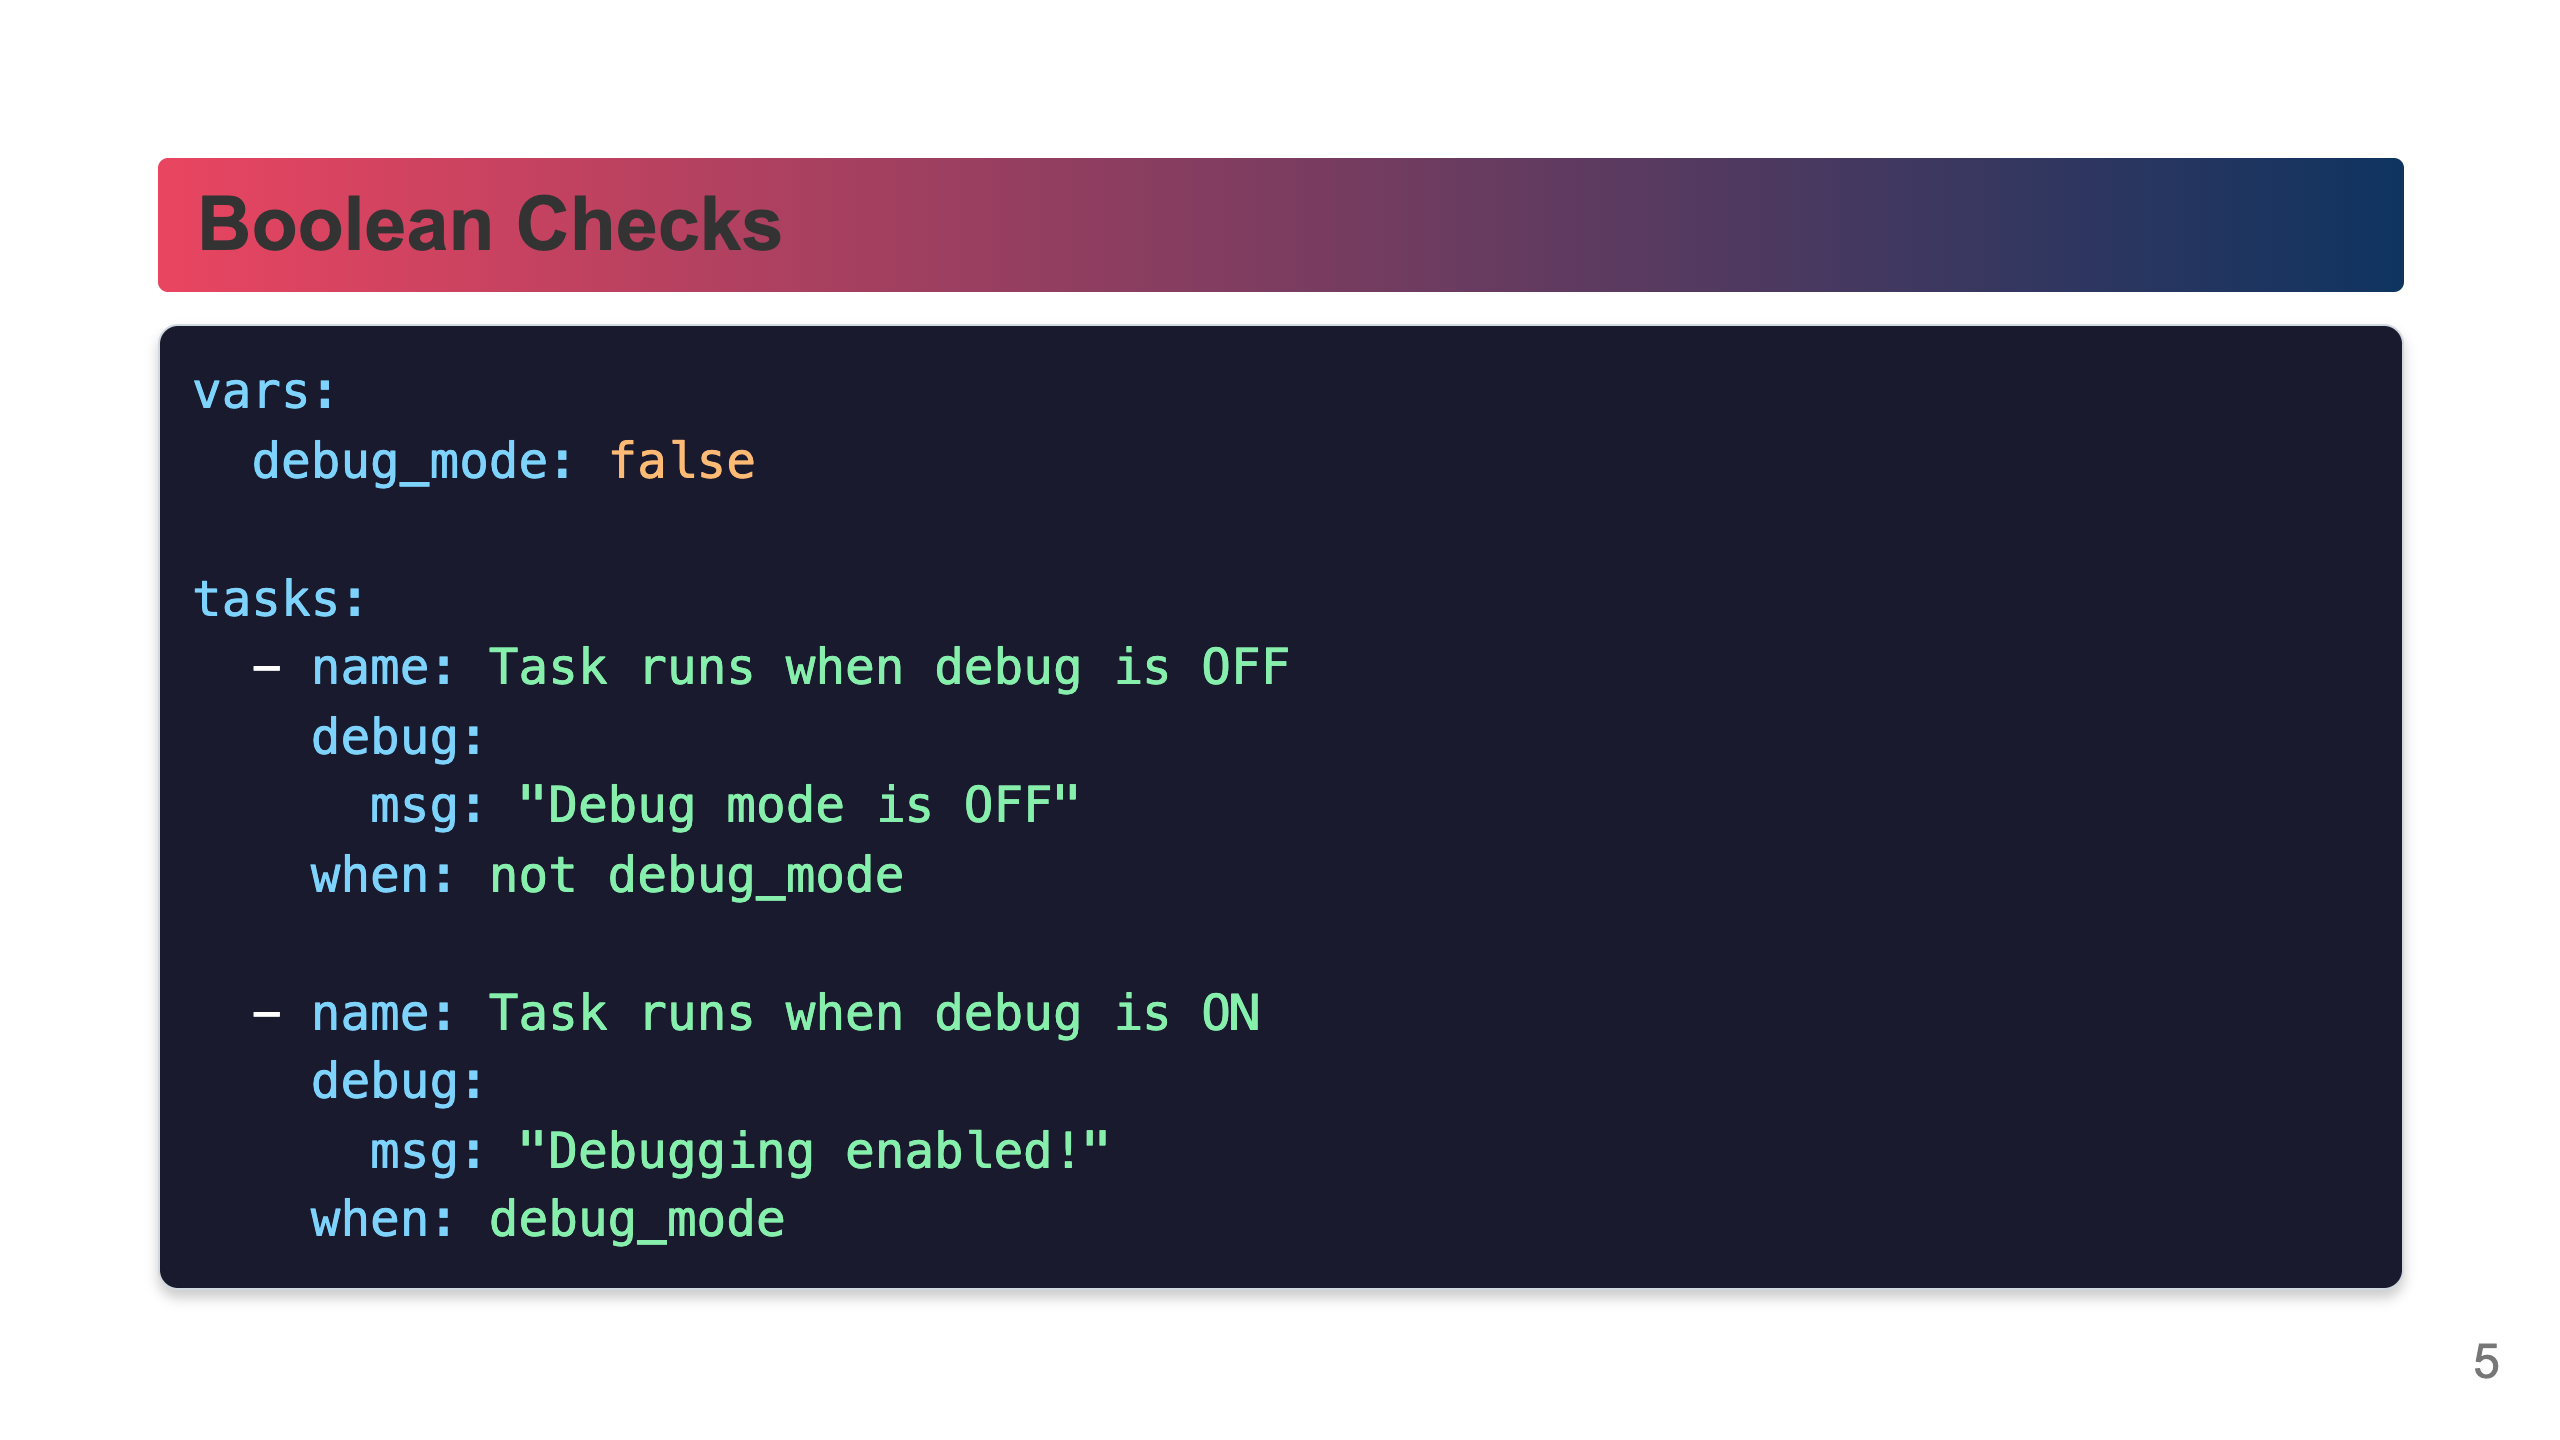 Boolean Checks
vars:
  debug_mode: false

tasks:
  - name: Task runs when debug is OFF
    debug:
      msg: "Debug mode is OFF"
    when: not debug_mode

  - name: Task runs when debug is ON
    debug:
      msg: "Debugging enabled!"
    when: debug_mode
5